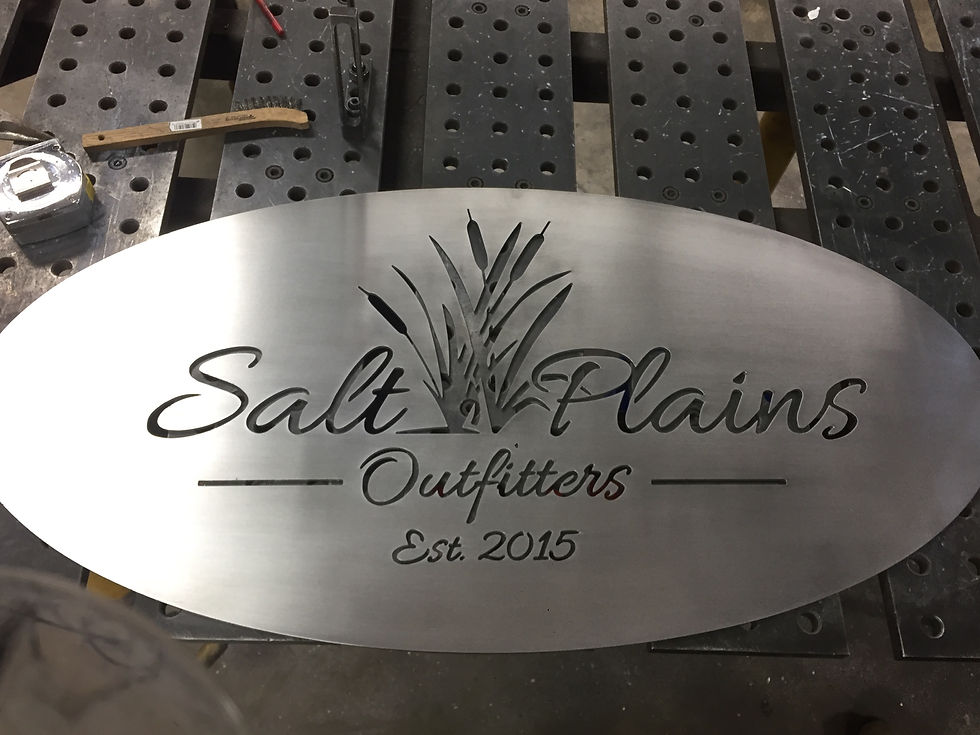 Salt Plains
Outfitters
Est. 2015